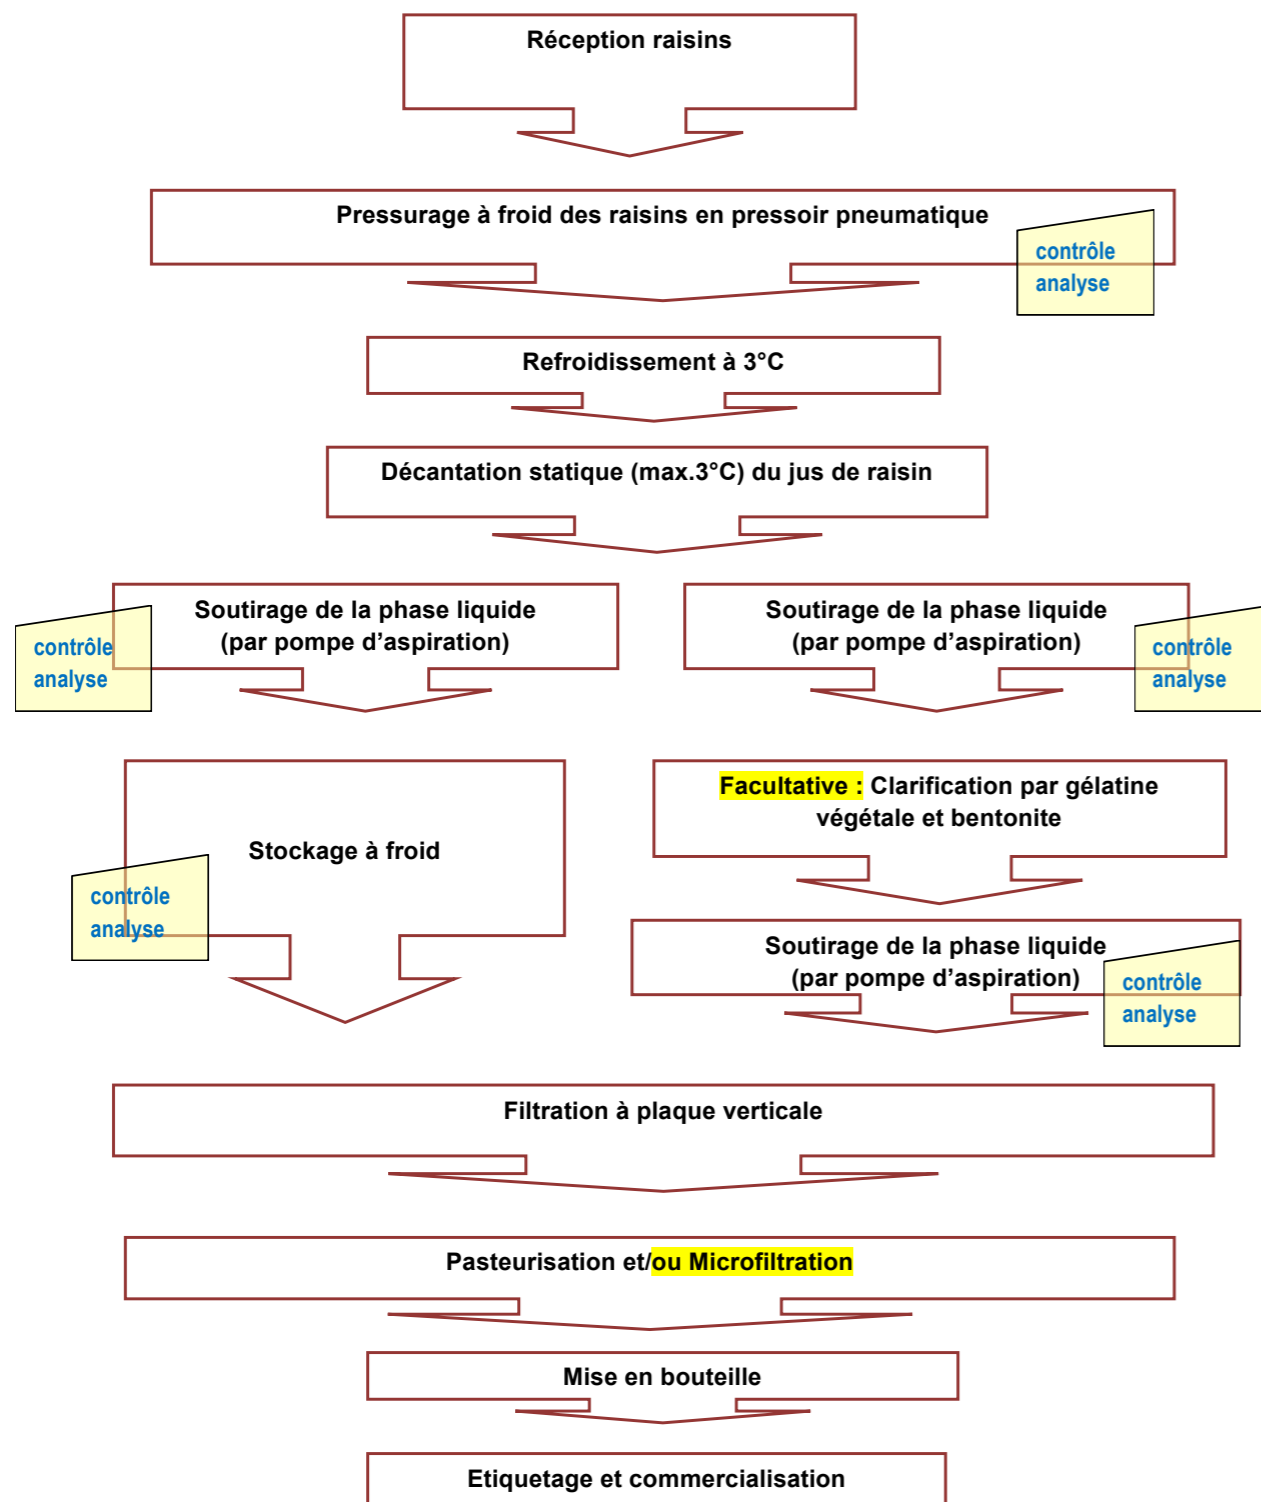 Réception raisins
Pressurage à froid des raisins en pressoir pneumatique
contrôle
analyse
Refroidissement à 3°C
Décantation statique (max.3°C) du jus de raisin
Soutirage de la phase liquide
(par pompe d’aspiration)
contrôle
analyse
Soutirage de la phase liquide
(par pompe d’aspiration)
contrôle
analyse
Stockage à froid
contrôle
analyse
Facultative : Clarification par gélatine
végétale et bentonite
Soutirage de la phase liquide
(par pompe d’aspiration)
contrôle
analyse
Filtration à plaque verticale
Pasteurisation et/ou Microfiltration
Mise en bouteille
Etiquetage et commercialisation